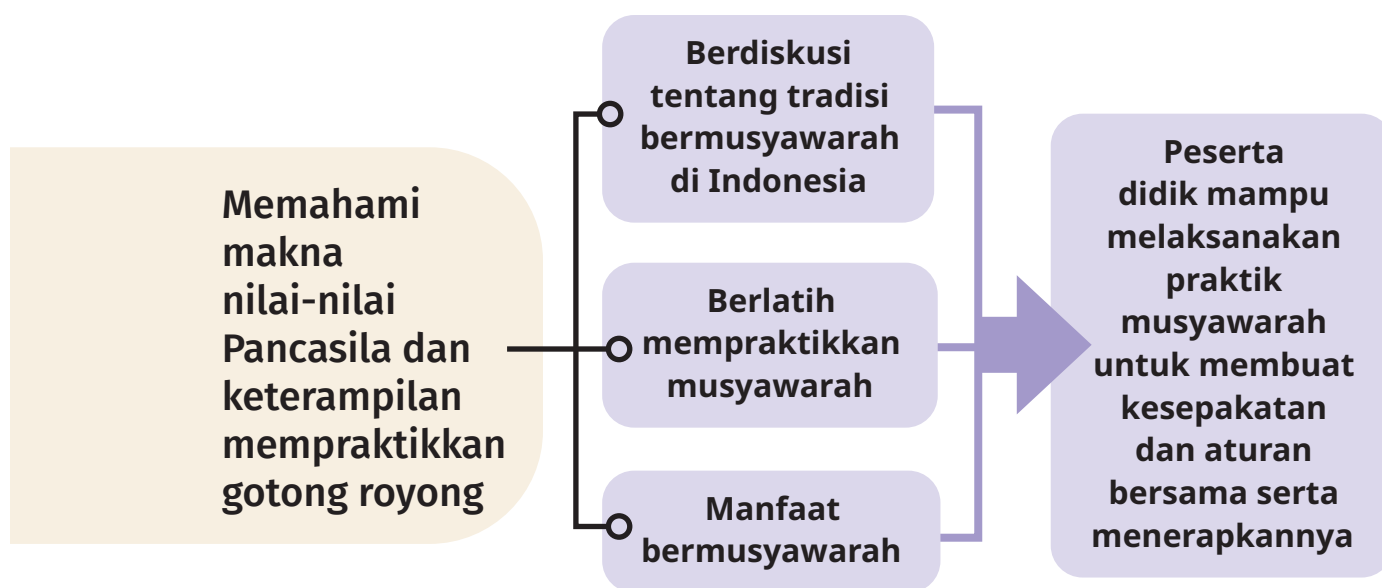 Memahami
makna
nilai-nilai
Pancasila dan
keterampilan
mempraktikkan
gotong royong
Berdiskusi
tentang tradisi
bermusyawarah
di Indonesia
Berlatih
mempraktikkan
musyawarah
Manfaat
bermusyawarah
Peserta
didik mampu
melaksanakan
praktik
musyawarah
untuk membuat
kesepakatan
dan aturan
bersama serta
menerapkannya